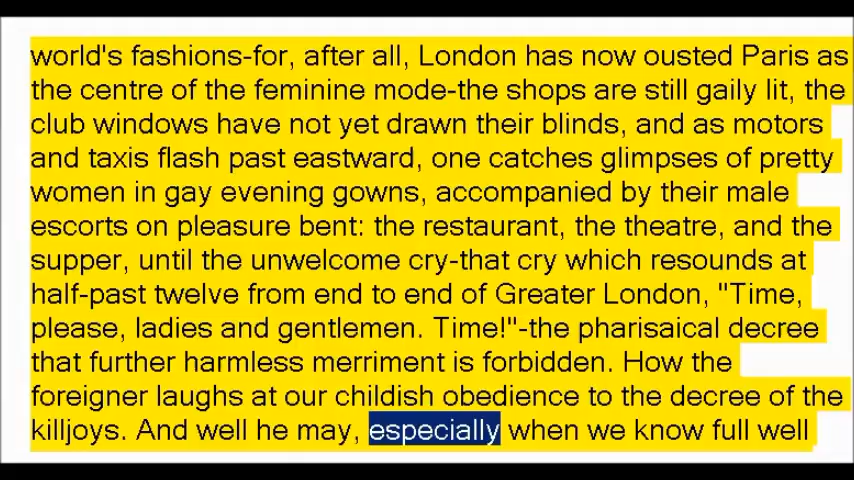 world's fashions-for, after all, London has now ousted Paris as
the centre of the feminine mode-the shops are still gaily lit, the
club windows have not yet drawn their blinds, and as motors
and taxis flash past eastward, one catches glimpses of pretty
women in gay evening gowns, accompanied by their male
escorts on pleasure bent: the restaurant, the theatre, and the
supper, until the unwelcome cry-that cry which resounds at
half-past twelve from end to end of Greater London, "Time,
please, ladies and gentlemen. Time!"-the pharisaical decree
that further harmless merriment is forbidden. How the
foreigner laughs at our childish obedience to the decree of the
killjoys. And well he may, especially when we know full well